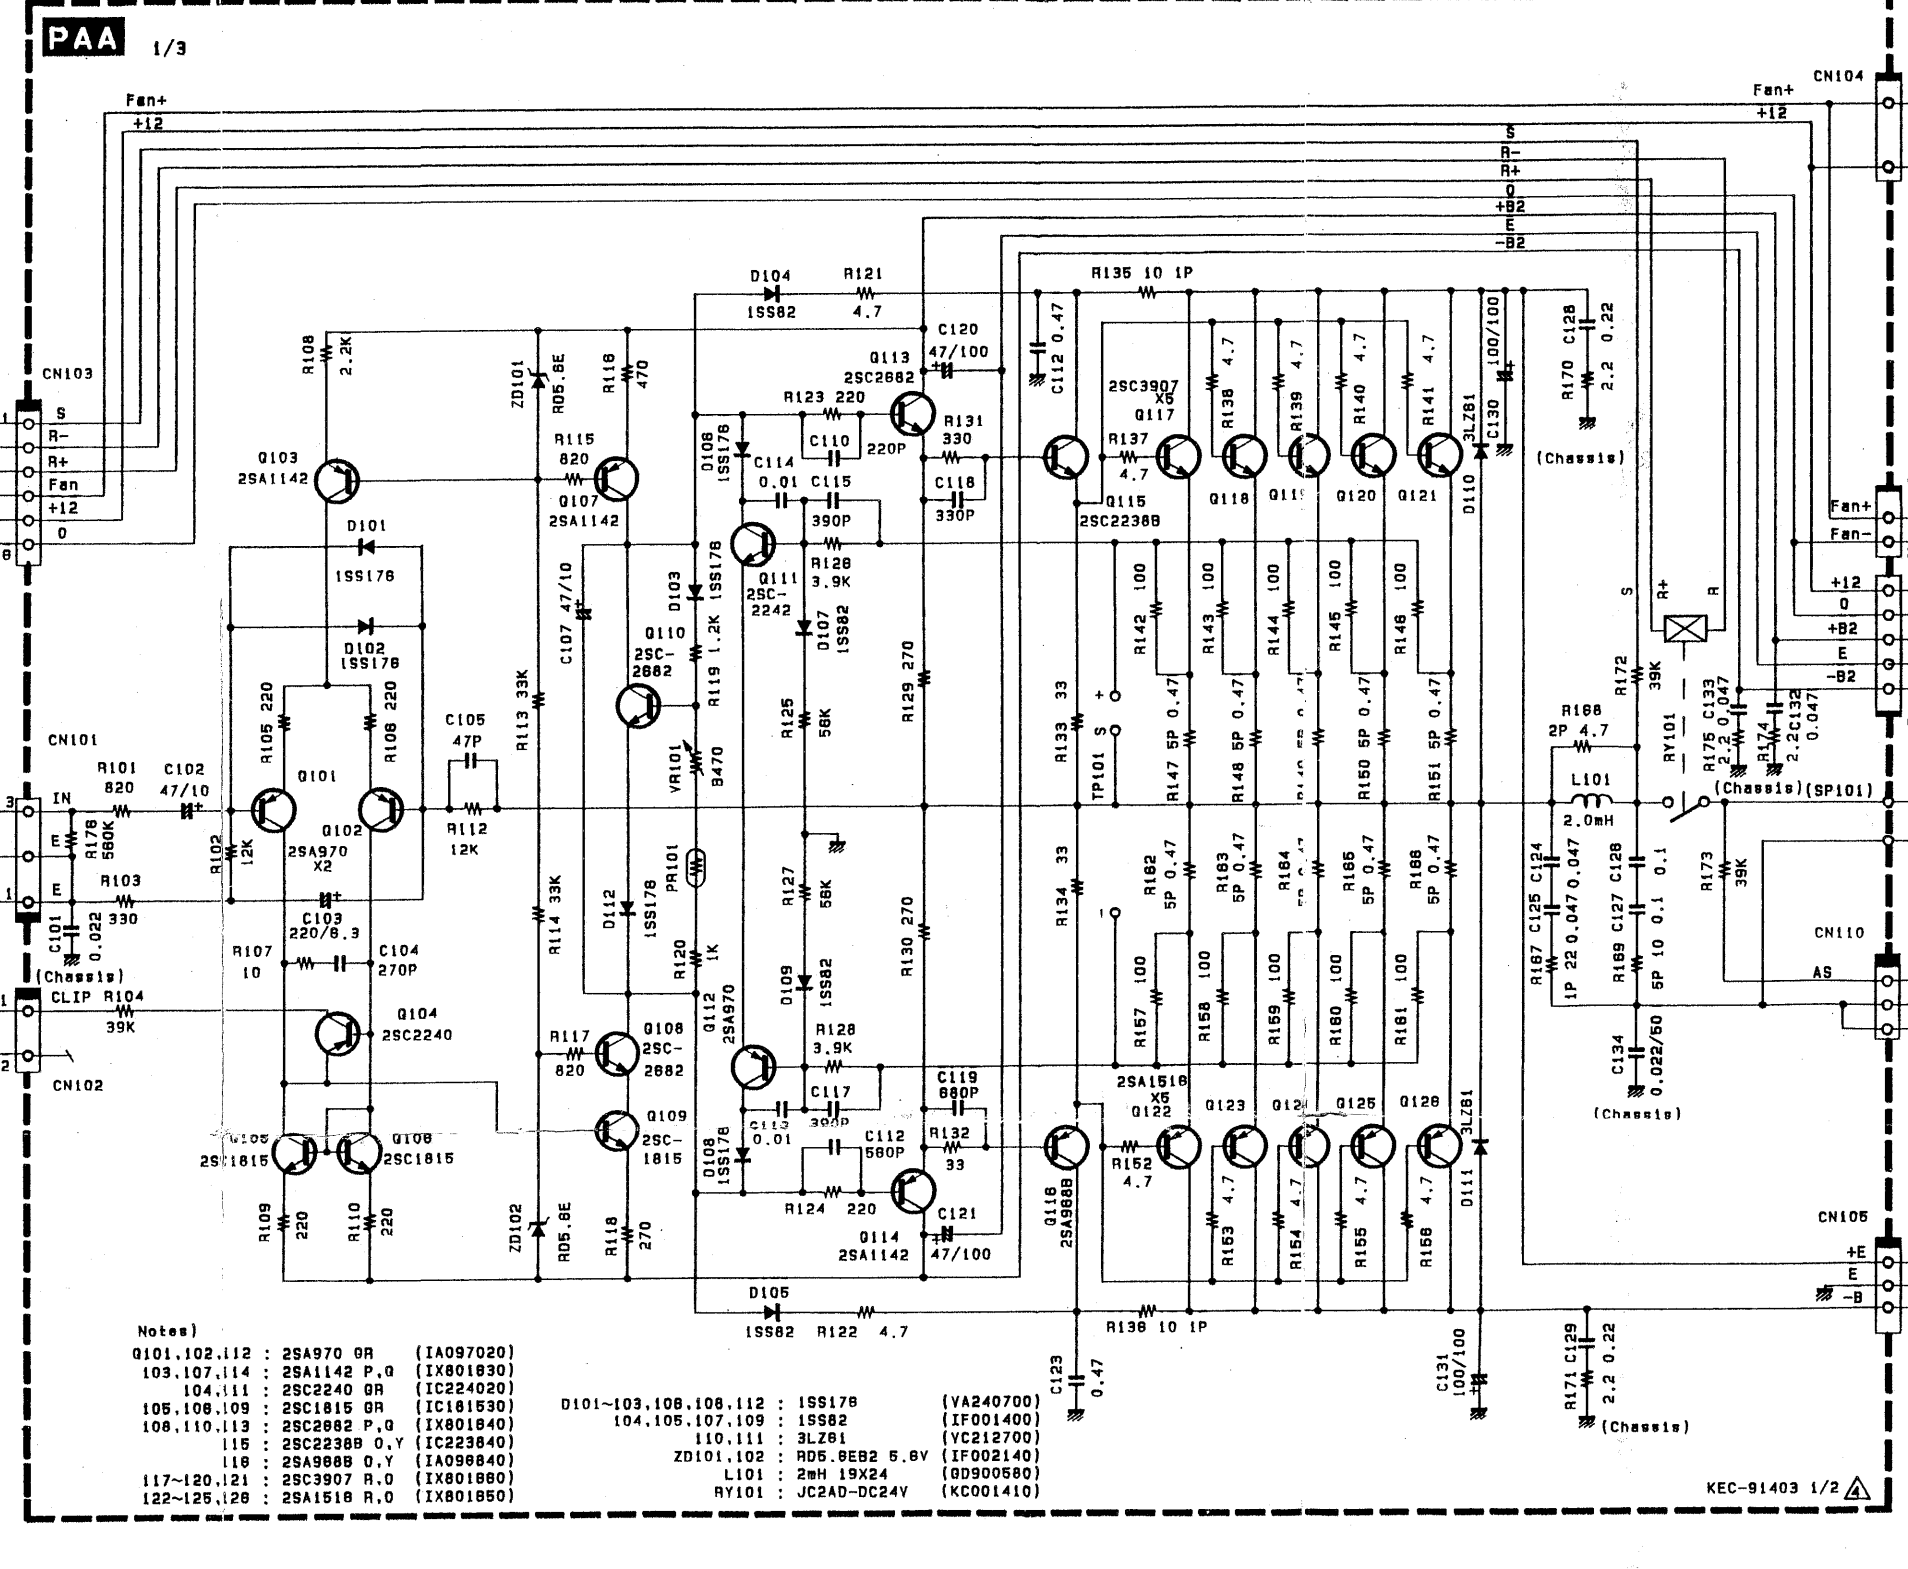 PAA 1/3
CN104
Fan+
+12
Fan+
+12
S
R-
R+
0
+B2
E
-B2
D104
1SS82
R121
4.7
R135 10 1P
R108
2.2K
ZD101
RD5.6E
R116
470
C120
47/100
Q113
2SC2682
C112 0.47
R138 4.7
R139 4.7
R140 4.7
R141 4.7
3LZ61
D110
C130 100/100
R170 C128
2.2 0.22
(Chassis)
CN103
1
S
R-
R+
Fan
+12
0
6
Q103
2SA1142
R115
820
Q107
2SA1142
R123 220
C110
220P
D106
1SS176
C114
0.01
C115
390P
R131
330
C118
330P
2SC3907
X5
Q117
R137
4.7
Q115
2SC2238B
Q118
Q120
Q121
Fan+
Fan-
D101
1SS176
D102
1SS176
C107 47/10
D103 1SS176
Q111
2SC-
2242
R126
3.9K
D107
1SS82
Q110
2SC-
2682
R119 1.2K
R129 270
R142 100
R143 100
R144 100
R145 100
R146 100
S
R+
R
+12
0
+B2
E
-B2
R105 220
R106 220
C105
47P
R113 33K
VR101
B470
R125
56K
R133 33
+
S
TP101
-
R147 5P 0.47
R148 5P 0.47
R150 5P 0.47
R151 5P 0.47
R172
39K
R166
2P 4.7
RY101
R175 C133
2.2 0.047
R174 C132
2.2 0.047
(Chassis)
(SP101)
CN101
R101
820
C102
47/10
3
IN
E
1
E
R176
560K
R102
12K
R103
330
C101
0.022
(Chassis)
Q101
Q102
2SA970
X2
C103
220/6.3
R112
12K
L101
2.0mH
PR101
R127
56K
R134 33
R162
5P 0.47
R163
5P 0.47
R164
R165
5P 0.47
R166
5P 0.47
C125 C124
0.047 0.047
R167
1P 22
C127 C126
0.1 0.1
R169
5P 10
R173
39K
R107
10
C104
270P
R114 33K
D112
1SS176
R120
1K
R130 270
D109
1SS82
R157 100
R158 100
R159 100
R160 100
R161 100
CN110
AS
1
CLIP
R104
39K
2
CN102
Q104
2SC2240
R117
820
Q108
2SC-
2682
Q112
2SA970
R128
3.9K
C117
0.01
C119
680P
2SA1516
X5
Q122
Q123
Q125
Q126
C134
0.022/50
(Chassis)
2SC1815
Q106
2SC1815
Q109
2SC-
1815
D108
1SS176
C112
560P
R132
33
R152
4.7
Q116
2SA968B
3LZ61
D111
R109
220
R110
220
ZD102
RD5.6E
R118
270
R124 220
Q114
2SA1142
C121
47/100
R153 4.7
R154 4.7
R155 4.7
R156 4.7
CN105
+E
E
-B
D105
1SS82
R122 4.7
R136 10 1P
C123
0.47
C131
100/100
R171 C129
2.2 0.22
(Chassis)
Notes)
Q101,102,112 : 2SA970 GR (IA097020)
103,107,114 : 2SA1142 P,Q (IX801630)
104,111 : 2SC2240 GR (IC224020)
105,106,109 : 2SC1815 GR (IC181530)
108,110,113 : 2SC2682 P,Q (IX801640)
115 : 2SC2238B O,Y (IC223840)
116 : 2SA968B O,Y (IA096840)
117~120,121 : 2SC3907 R,O (IX801660)
122~125,126 : 2SA1516 R,O (IX801650)
D101~103,106,108,112 : 1SS176 (VA240700)
104,105,107,109 : 1SS82 (IF001400)
110,111 : 3LZ61 (VC212700)
ZD101,102 : RD5.6EB2 5.6V (IF002140)
L101 : 2mH 19X24 (GD900580)
RY101 : JC2AD-DC24V (KC001410)
KEC-91403 1/2 4